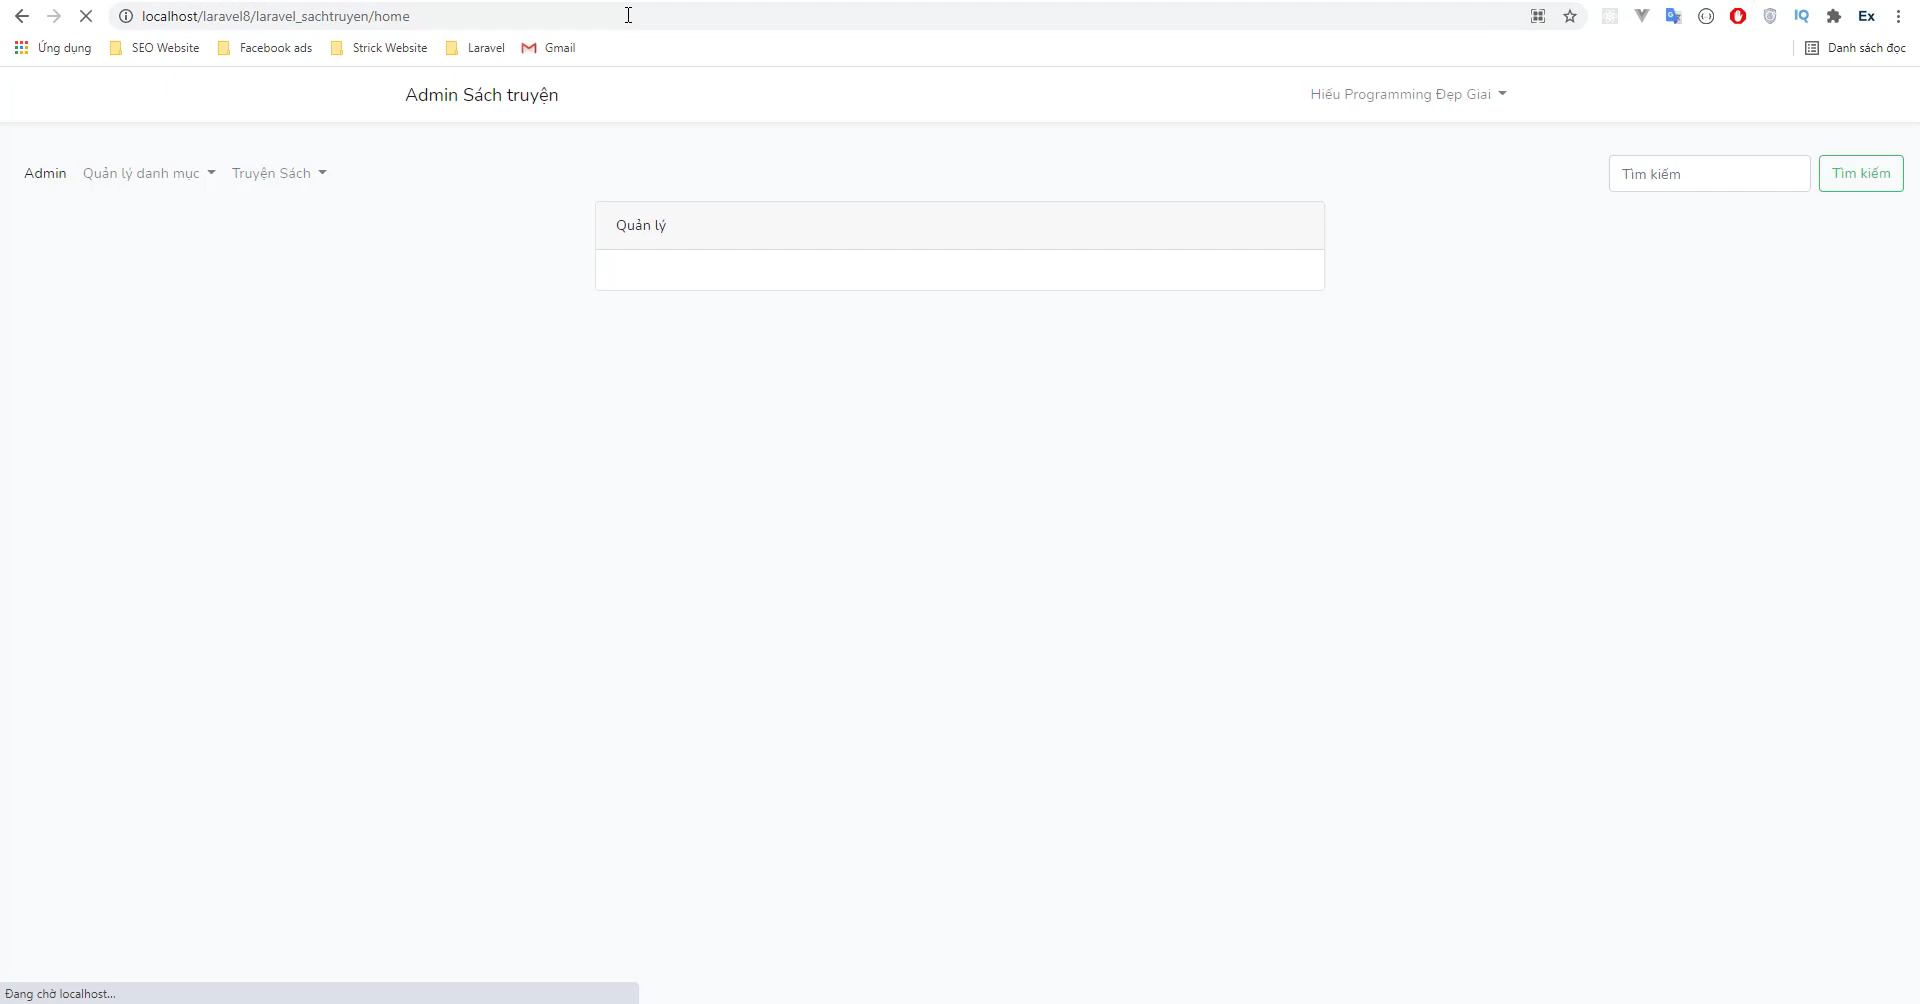 localhost/laravel8/laravel_sachtruyen/home
Ex
Ứng dụng SEO Website Facebook ads Strick Website Laravel Gmail Danh sách đọc
Admin Sách truyện Hiếu Programming Đẹp Giai
Admin Quản lý danh mục Truyện Sách Tìm kiếm Tìm kiếm
Quản lý
Đang chờ localhost...